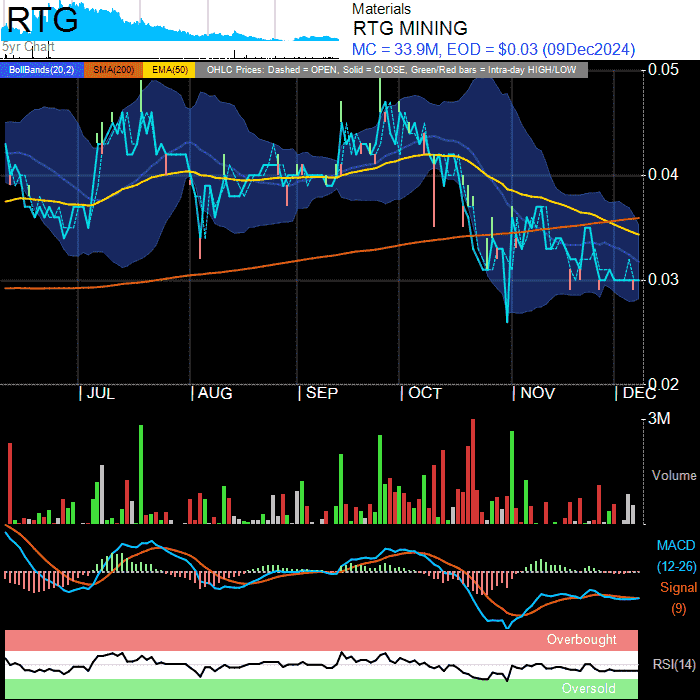 RTG
5yr Chart
Materials
RTG MINING
MC = 33.9M, EOD = $0.03 (09Dec2024)
BollBands(20,2) SMA(200) EMA(50) OHLC Prices: Dashed = OPEN, Solid = CLOSE, Green/Red bars = Intra-day HIGH/LOW
0.05
0.04
0.03
0.02
JUL AUG SEP OCT NOV DEC
3M
Volume
MACD
(12-26)
Signal
(9)
Overbought
RSI(14)
Oversold